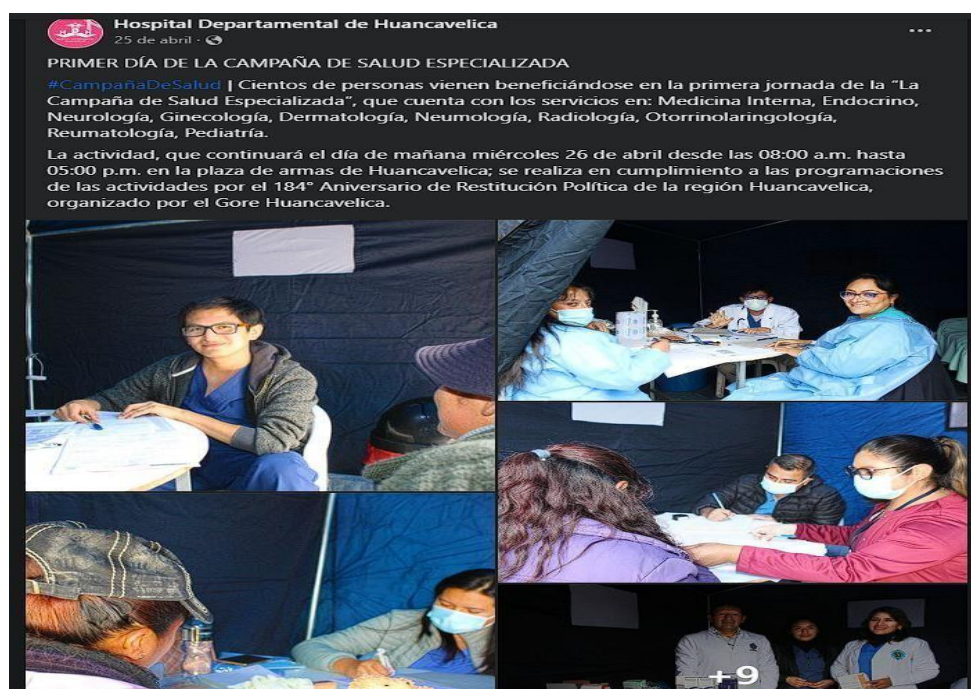 Hospital Departamental de Huancavelica
25 de abril ·
PRIMER DÍA DE LA CAMPAÑA DE SALUD ESPECIALIZADA
#CampañaDeSalud | Cientos de personas vienen beneficiándose en la primera jornada de la "La
Campaña de Salud Especializada", que cuenta con los servicios en: Medicina Interna, Endocrino,
Neurología, Ginecología, Dermatología, Neumología, Radiología, Otorrinolaringología,
Reumatología, Pediatría.
La actividad, que continuará el día de mañana miércoles 26 de abril desde las 08:00 a.m. hasta
05:00 p.m. en la plaza de armas de Huancavelica; se realiza en cumplimiento a las programaciones
de las actividades por el 184° Aniversario de Restitución Política de la región Huancavelica,
organizado por el Gore Huancavelica.
+9